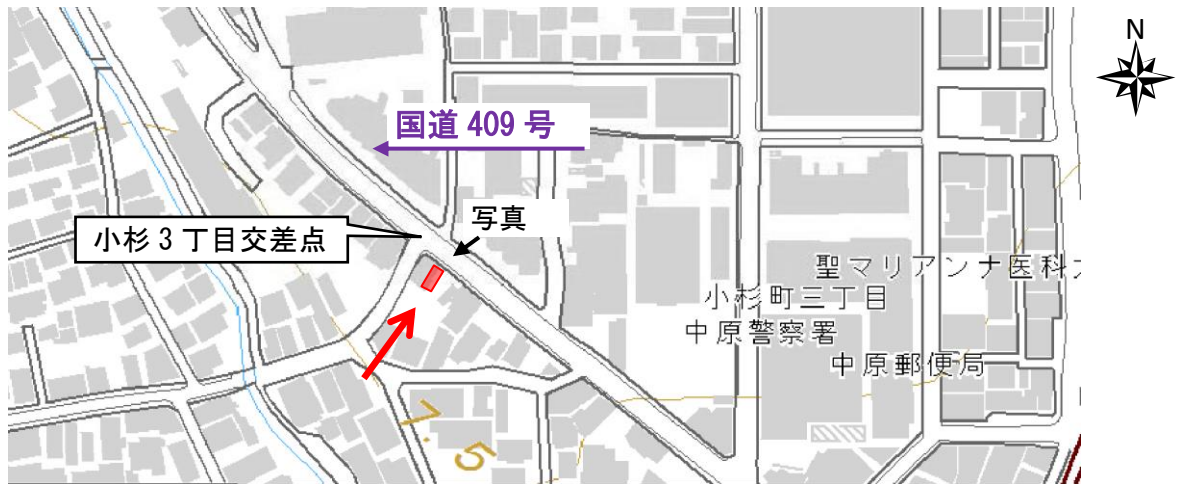 N
国道 409 号
写真
小杉 3 丁目交差点
聖マリアンナ医科
小杉町三丁目
中原警察署
中原郵便局
7.5